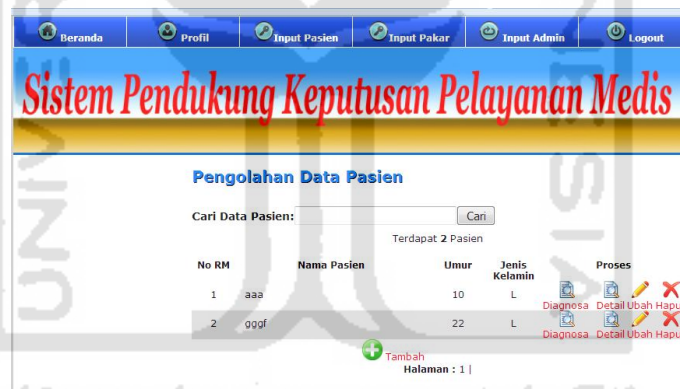 Beranda Profil Input Pasien Input Pakar Input Admin Logout
Sistem Pendukung Keputusan Pelayanan Medis
Pengolahan Data Pasien
Cari Data Pasien: Cari
Terdapat 2 Pasien
No RM Nama Pasien Umur Jenis Kelamin Proses
1 aaa 10 L Diagnosa Detail Ubah Hapu
2 gggf 22 L Diagnosa Detail Ubah Hapu
Tambah
Halaman : 1 |